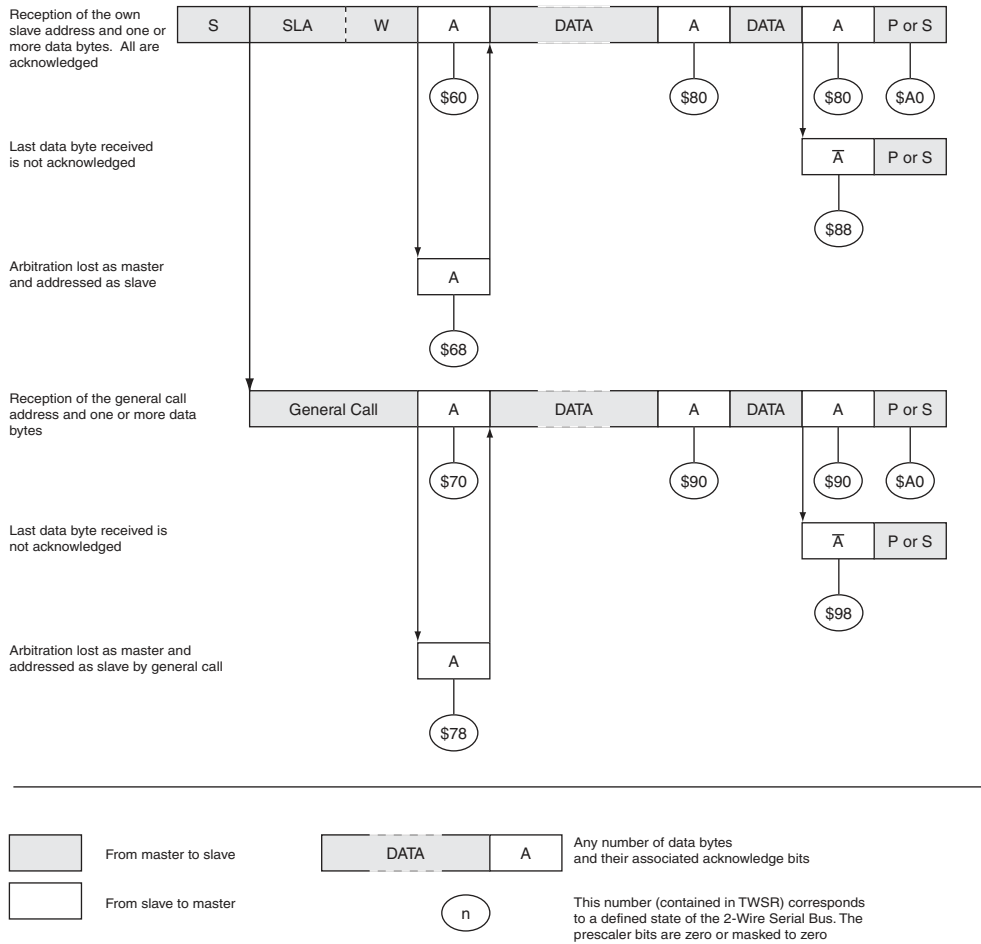 Reception of the own
slave address and one or
more data bytes. All are
acknowledged
S SLA W A DATA A DATA A P or S
$60 $80 $80 $A0
Last data byte received
is not acknowledged
A̅ P or S
$88
Arbitration lost as master
and addressed as slave
A
$68
Reception of the general call
address and one or more data
bytes
General Call A DATA A DATA A P or S
$70 $90 $90 $A0
Last data byte received is
not acknowledged
A̅ P or S
$98
Arbitration lost as master and
addressed as slave by general call
A
$78
From master to slave
DATA A
Any number of data bytes
and their associated acknowledge bits
From slave to master
n
This number (contained in TWSR) corresponds
to a defined state of the 2-Wire Serial Bus. The
prescaler bits are zero or masked to zero